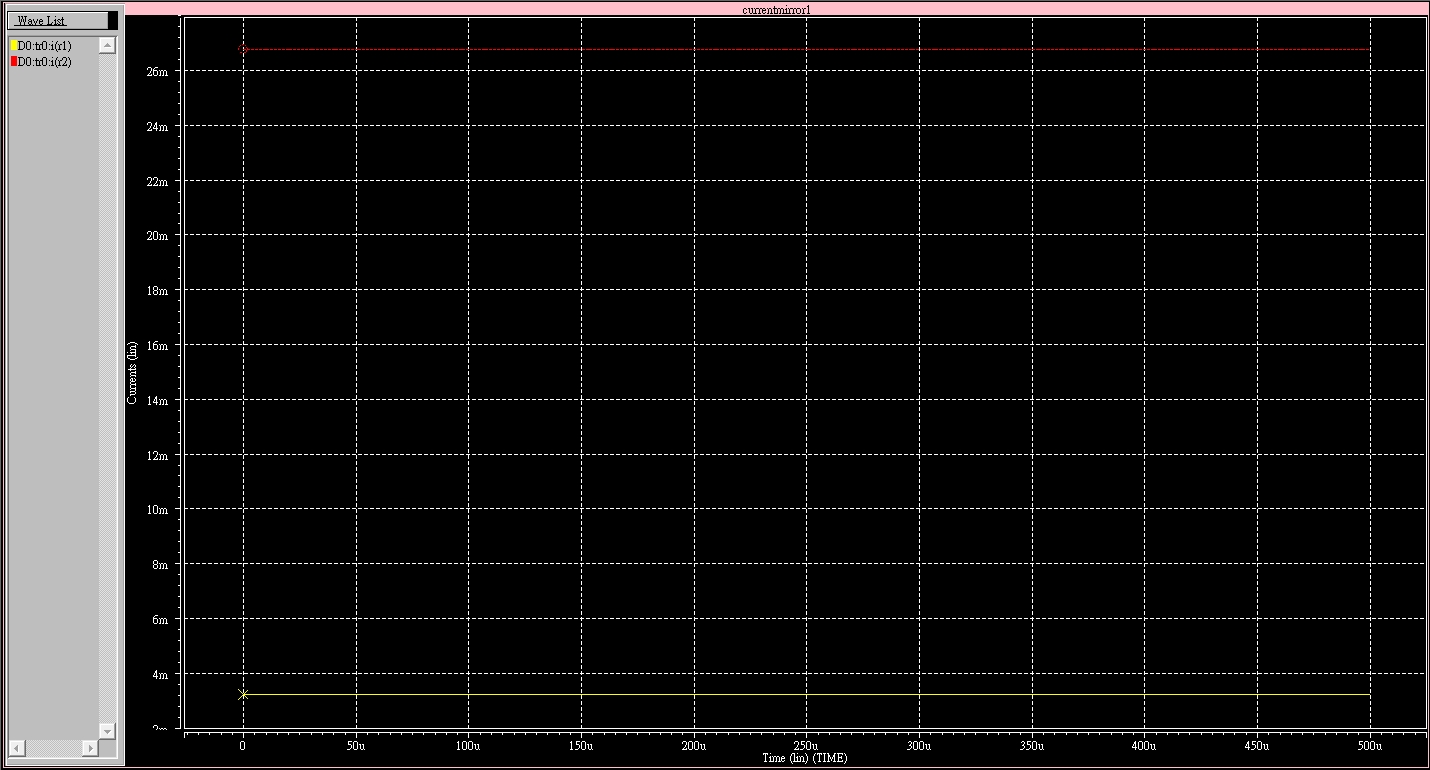 currentmirror1
Wave List
D0:tr0:i(r1)
D0:tr0:i(r2)
26m
24m
22m
20m
18m
16m
Currents (lin)
14m
12m
10m
8m
6m
4m
2m
0 50u 100u 150u 200u 250u 300u 350u 400u 450u 500u
Time (lin) (TIME)